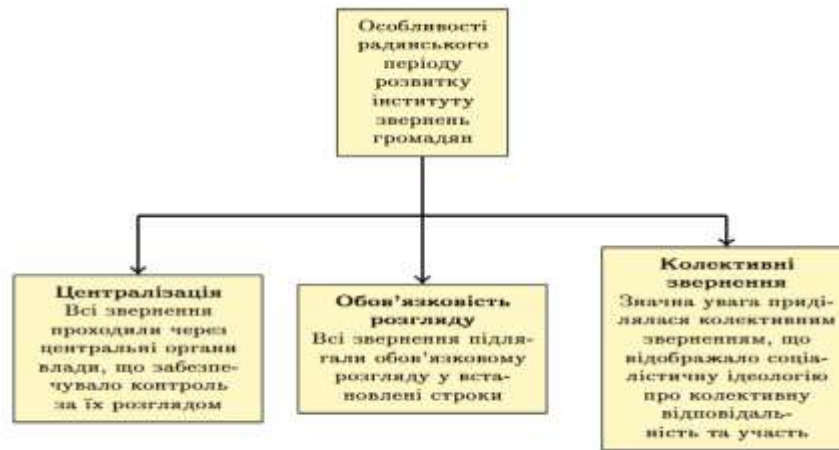 Особливості
радянського
періоду
розвитку
інституту
звернень
громадян
Централізація
Всі звернення
проходили через
центральні органи
влади, що забезпе-
чувало контроль
за їх розглядом
Обов'язковість
розгляду
Всі звернення підля-
гали обов'язковому
розгляду у вста-
новлені строки
Колективні
звернення
Значна увага приді-
лялася колективним
зверненням, що
відображало соціа-
лістичну ідеологію
про колективну
відповідаль-
ність та участь